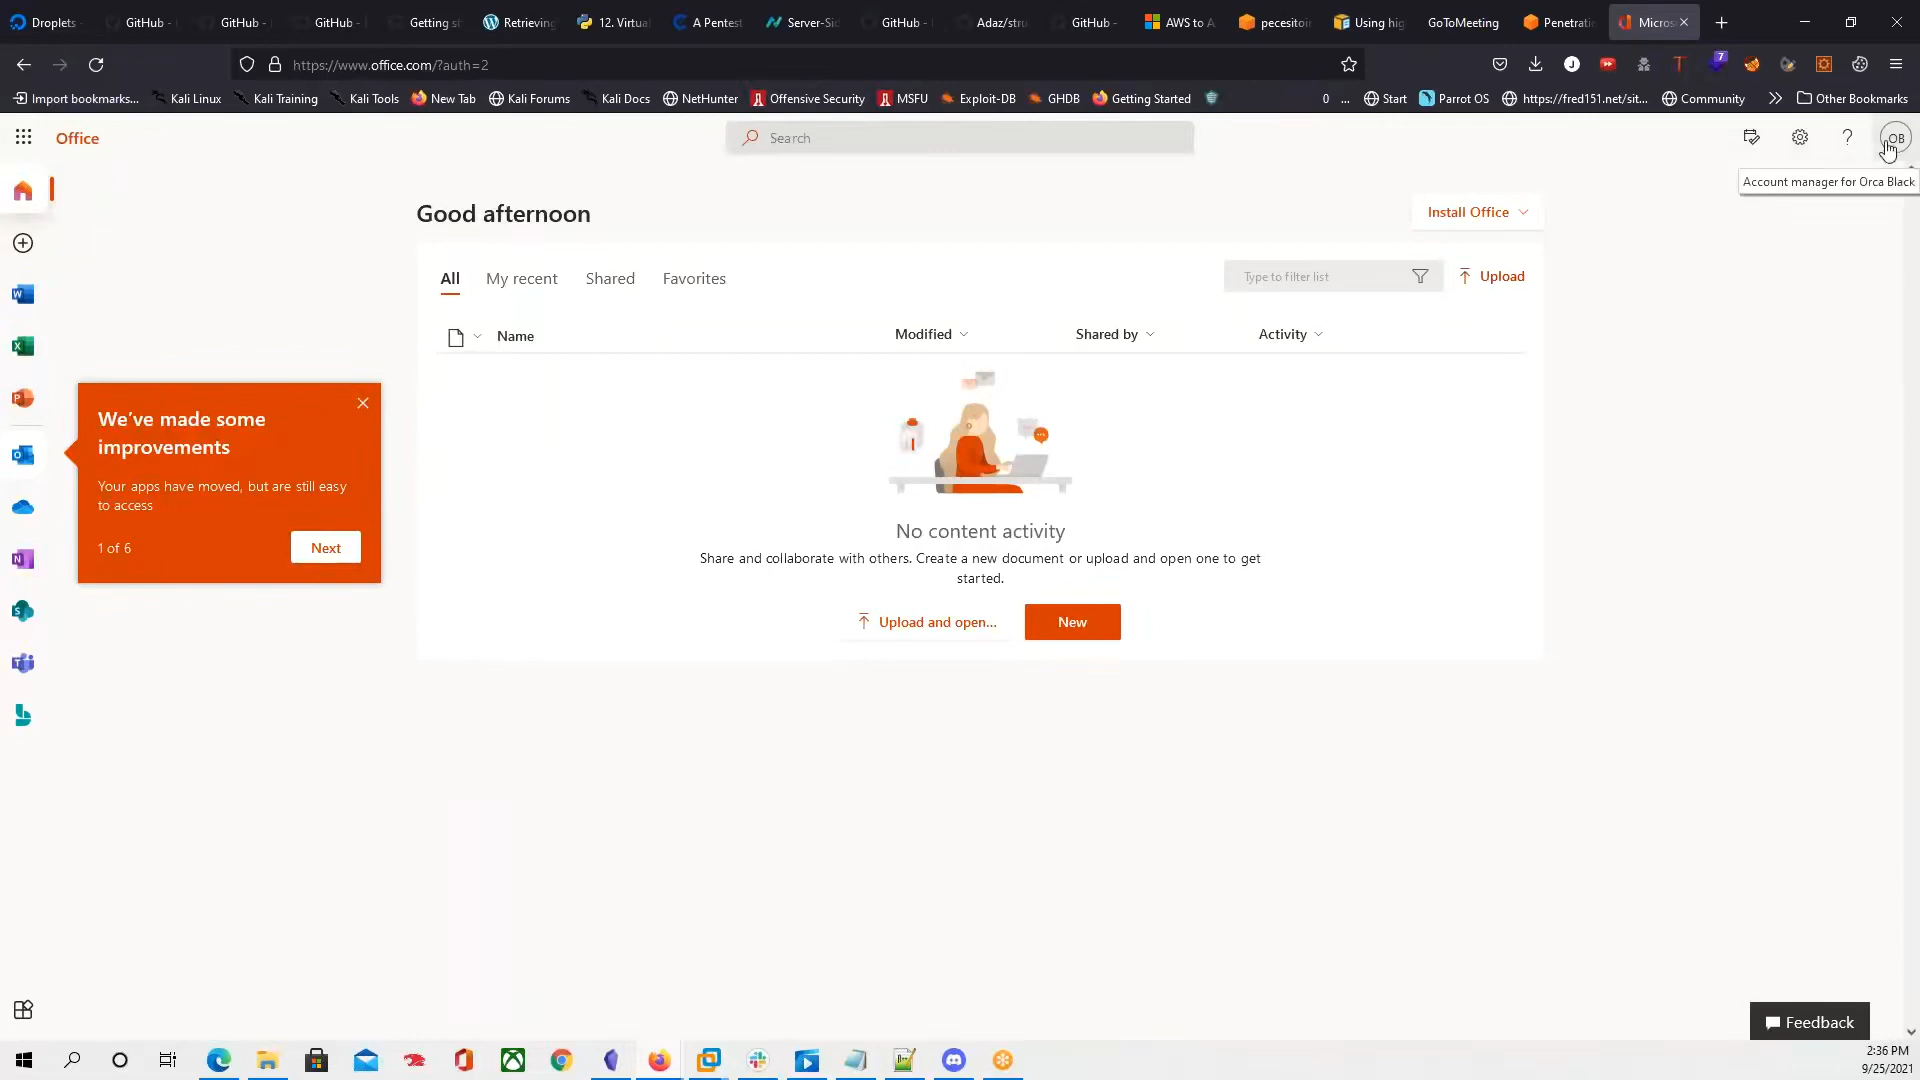 Droplets
GitHub -
GitHub -
GitHub -
Getting st
Retrieving
12. Virtual
A Pentest
Server-Sid
GitHub -
Adaz/stru
GitHub -
AWS to A
pecesitoir
Using hig
GoToMeeting
Penetratio
Micros
https://www.office.com/?auth=2
7
Import bookmarks...
Kali Linux
Kali Training
Kali Tools
New Tab
Kali Forums
Kali Docs
NetHunter
Offensive Security
MSFU
Exploit-DB
GHDB
Getting Started
0 ...
Start
Parrot OS
https://fred151.net/sit...
Community
Other Bookmarks
Office
Search
OB
Account manager for Orca Black
Good afternoon
Install Office
All
My recent
Shared
Favorites
Type to filter list
Upload
Name
Modified
Shared by
Activity
We've made some
improvements
Your apps have moved, but are still easy
to access
1 of 6
Next
No content activity
Share and collaborate with others. Create a new document or upload and open one to get
started.
Upload and open...
New
Feedback
2:36 PM
9/25/2021